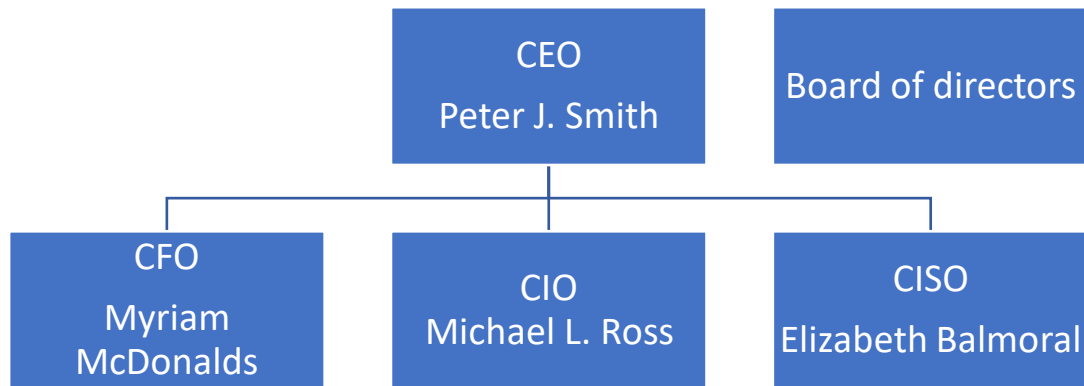 CEO
Peter J. Smith
Board of directors
CFO
Myriam
McDonalds
CIO
Michael L. Ross
CISO
Elizabeth Balmoral